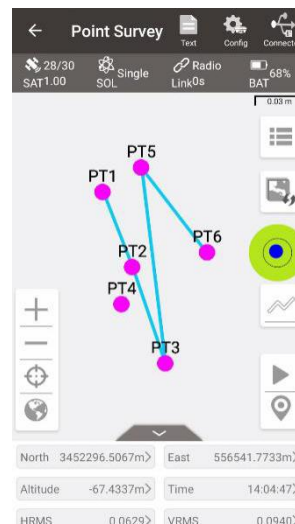 Point Survey
Text Config Connect
28/30 Single Radio 68%
SAT1.00 SOL Link0s BAT
0.03 m
PT5
PT1
PT6
PT2
PT4
PT3
North 3452296.5067m> East 556541.7733m>
Altitude -67.4337m> Time 14:04:47>
HRMS 0.0629> VRMS 0.0940>